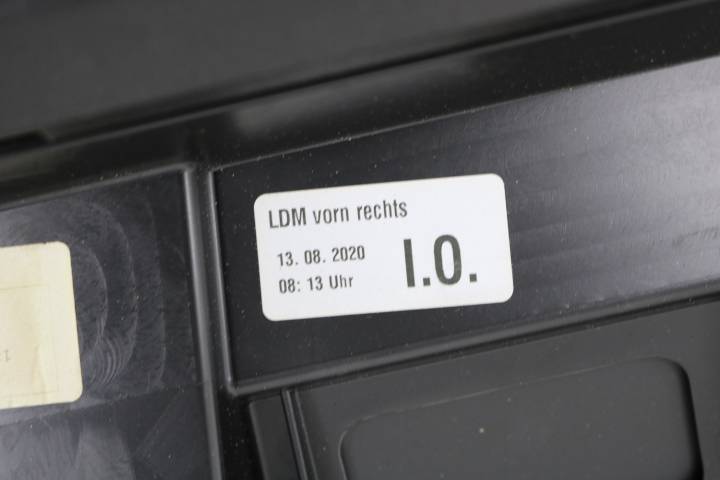 LDM vorn rechts
13. 08. 2020
08: 13 Uhr
I.O.